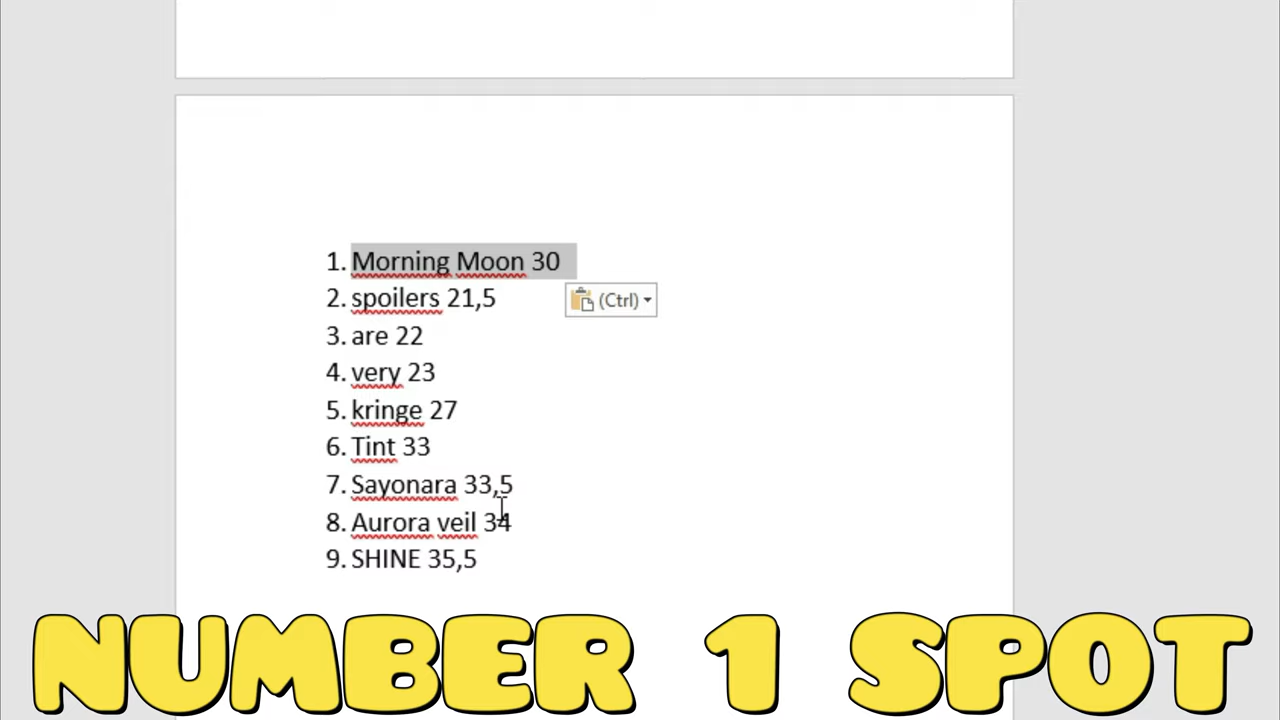 1. Morning Moon 30
2. spoilers 21,5
(Ctrl)
3. are 22
4. very 23
5. kringe 27
6. Tint 33
7. Sayonara 33,5
8. Aurora veil 34
9. SHINE 35,5
NUMBER 1 SPOT